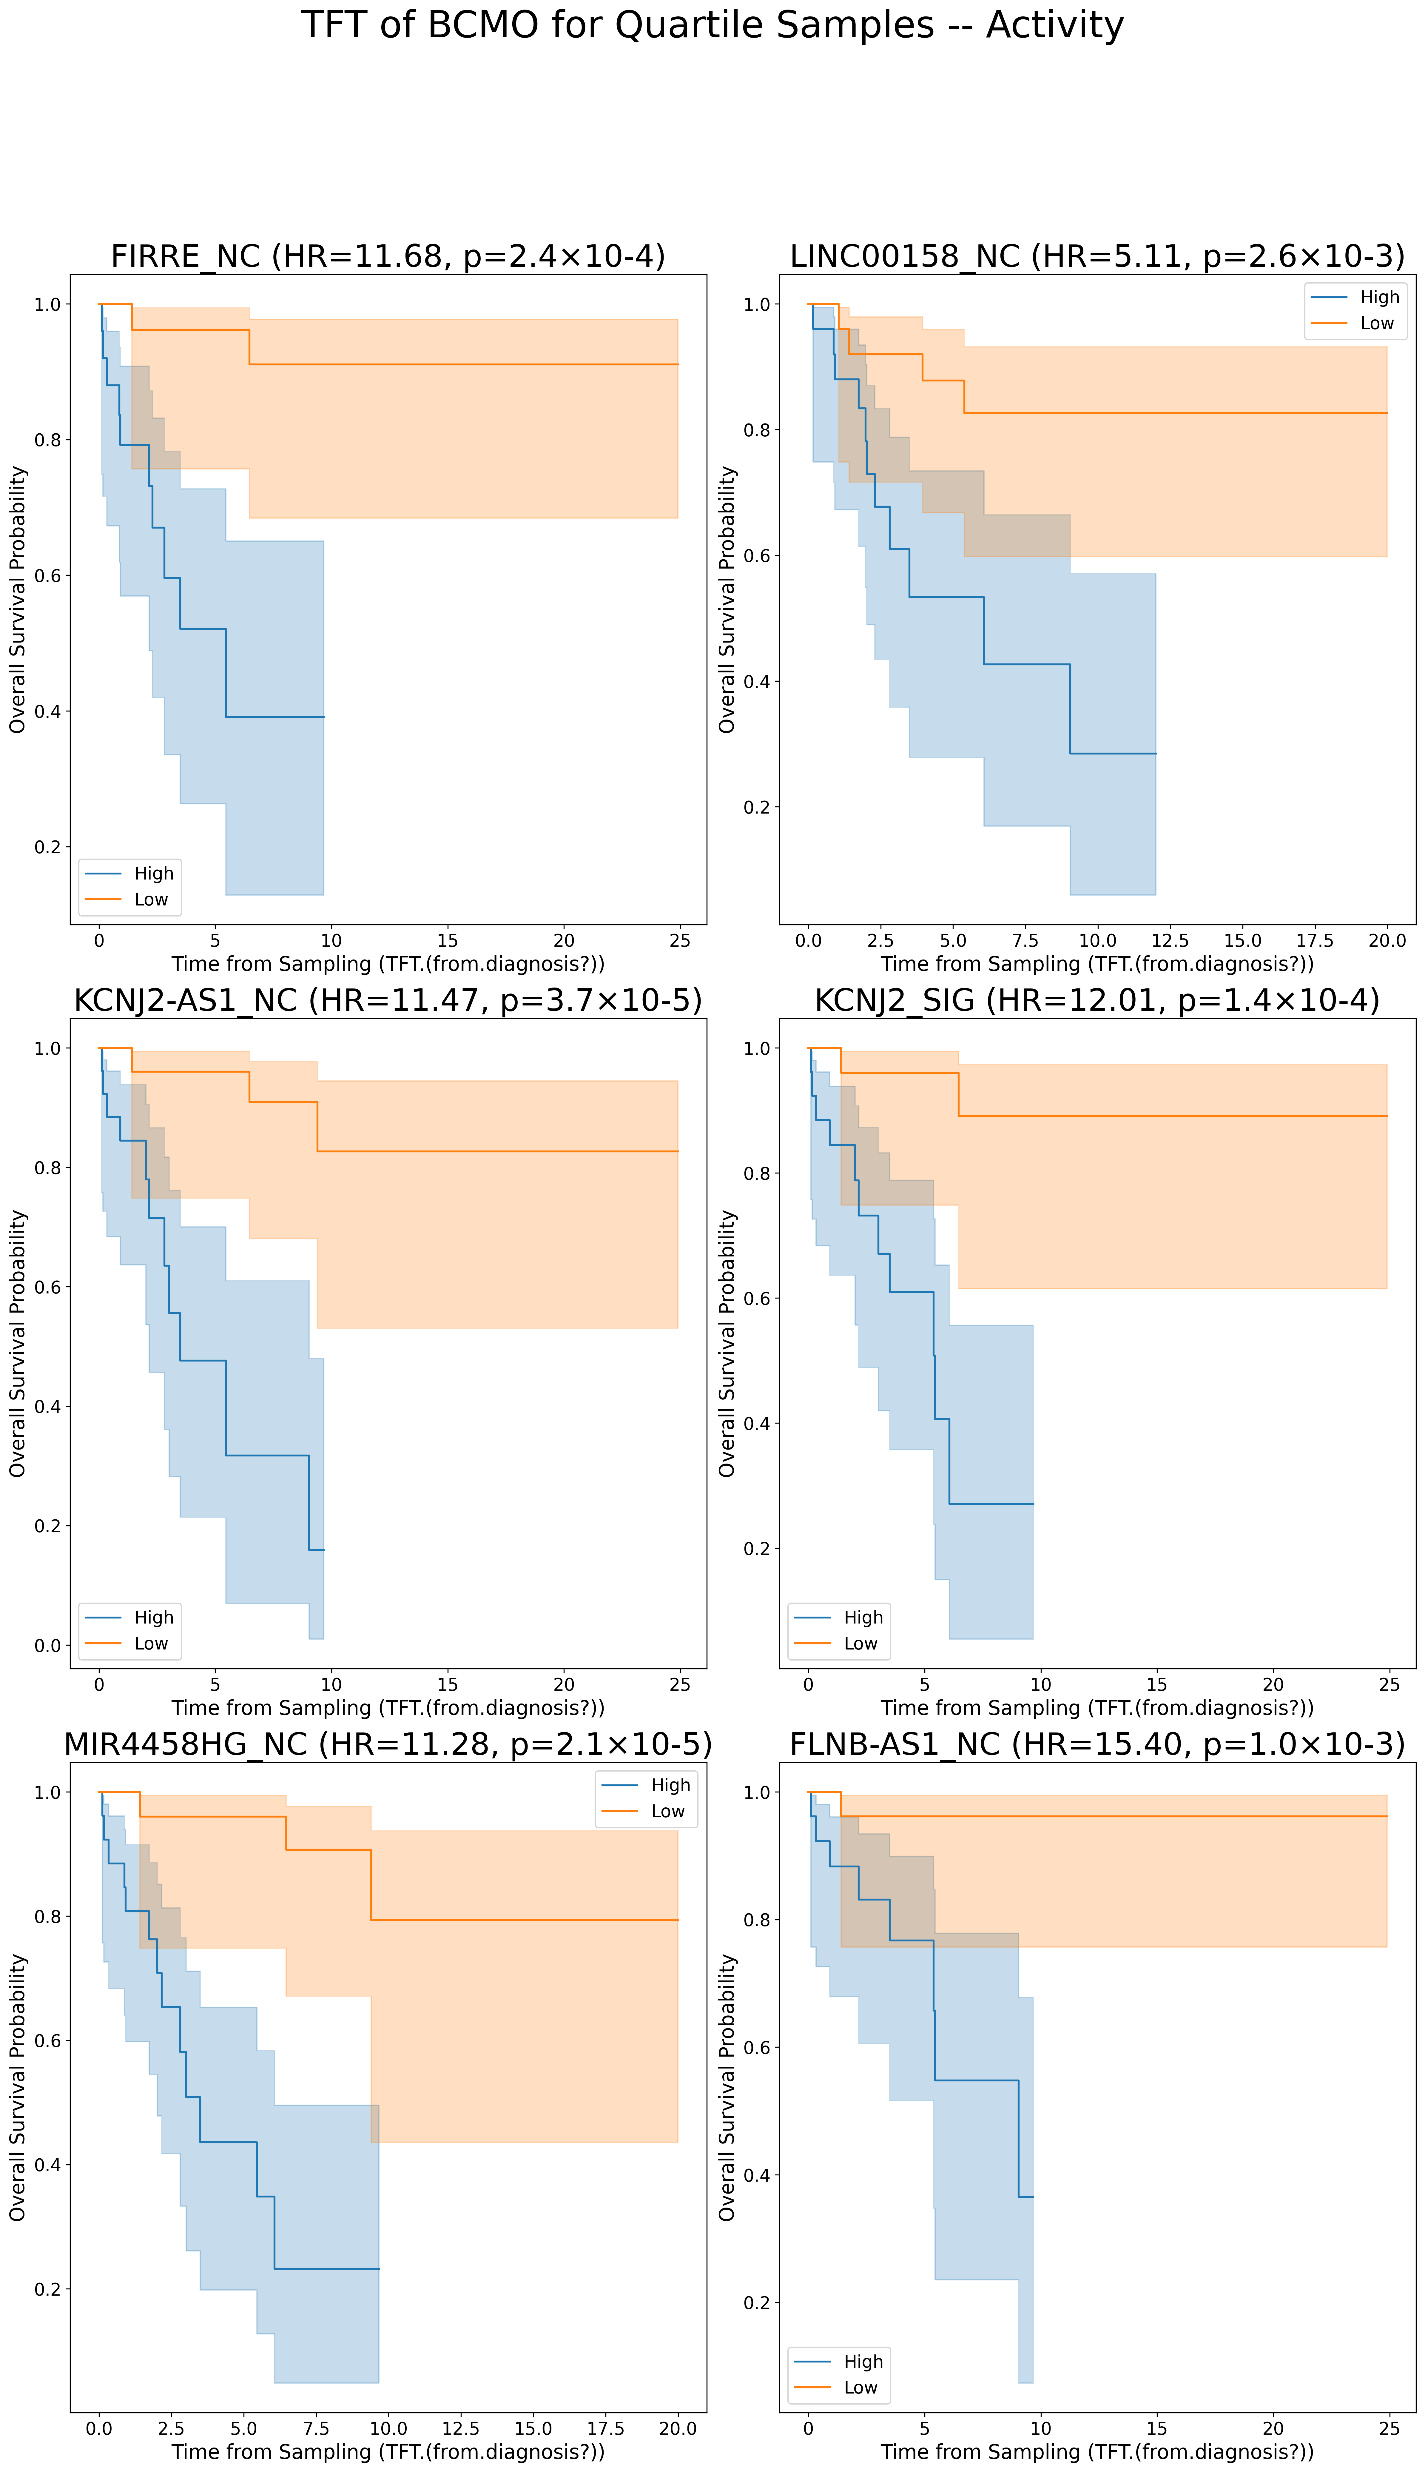 TFT of BCMO for Quartile Samples -- Activity
FIRRE_NC (HR=11.68, p=2.4×10-4)
Overall Survival Probability
1.0
0.8
0.6
0.4
0.2
High
Low
0 5 10 15 20 25
Time from Sampling (TFT.(from.diagnosis?))
LINC00158_NC (HR=5.11, p=2.6×10-3)
Overall Survival Probability
1.0
0.8
0.6
0.4
0.2
High
Low
0.0 2.5 5.0 7.5 10.0 12.5 15.0 17.5 20.0
Time from Sampling (TFT.(from.diagnosis?))
KCNJ2-AS1_NC (HR=11.47, p=3.7×10-5)
Overall Survival Probability
1.0
0.8
0.6
0.4
0.2
0.0
High
Low
0 5 10 15 20 25
Time from Sampling (TFT.(from.diagnosis?))
KCNJ2_SIG (HR=12.01, p=1.4×10-4)
Overall Survival Probability
1.0
0.8
0.6
0.4
0.2
High
Low
0 5 10 15 20 25
Time from Sampling (TFT.(from.diagnosis?))
MIR4458HG_NC (HR=11.28, p=2.1×10-5)
Overall Survival Probability
1.0
0.8
0.6
0.4
0.2
High
Low
0.0 2.5 5.0 7.5 10.0 12.5 15.0 17.5 20.0
Time from Sampling (TFT.(from.diagnosis?))
FLNB-AS1_NC (HR=15.40, p=1.0×10-3)
Overall Survival Probability
1.0
0.8
0.6
0.4
0.2
High
Low
0 5 10 15 20 25
Time from Sampling (TFT.(from.diagnosis?))